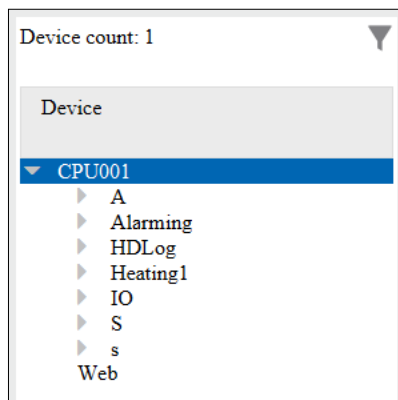 Device count: 1
Device
CPU001
A
Alarming
HDLog
Heating1
IO
S
s
Web